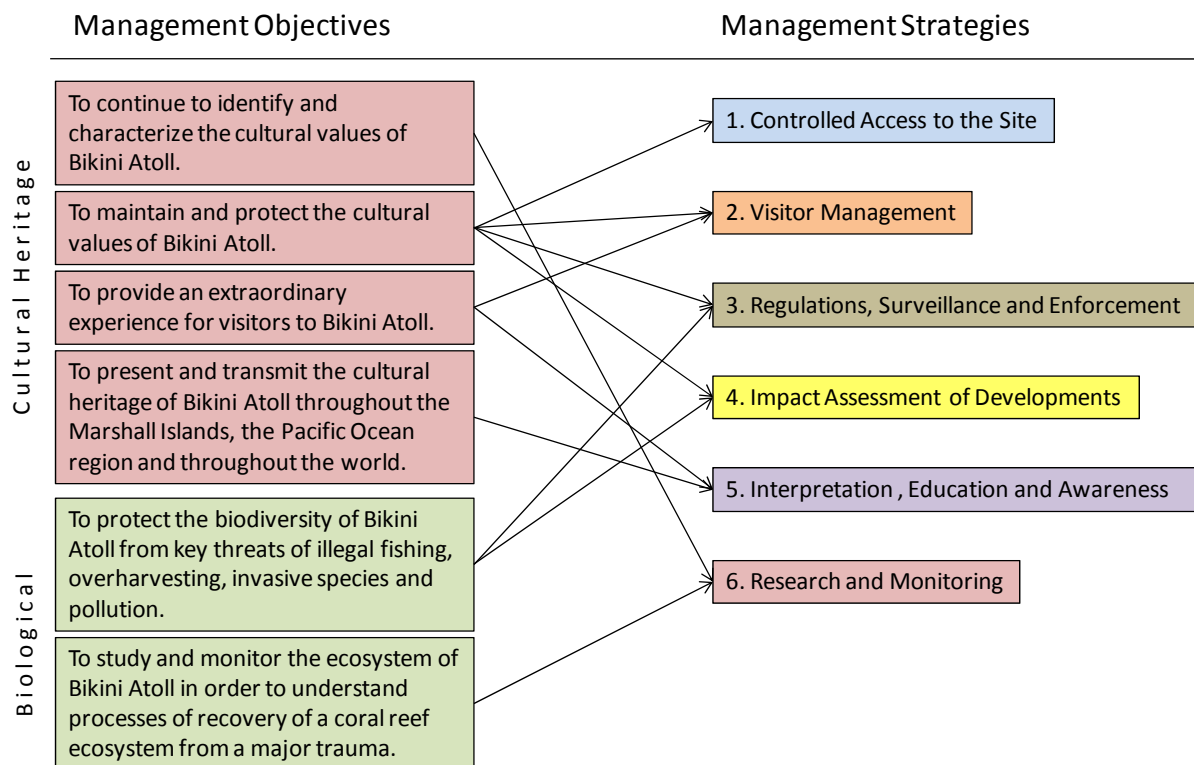 Management Objectives
Management Strategies
Cultural Heritage
To continue to identify and
characterize the cultural values of
Bikini Atoll.
To maintain and protect the cultural
values of Bikini Atoll.
To provide an extraordinary
experience for visitors to Bikini Atoll.
To present and transmit the cultural
heritage of Bikini Atoll throughout the
Marshall Islands, the Pacific Ocean
region and throughout the world.
Biological
To protect the biodiversity of Bikini
Atoll from key threats of illegal fishing,
overharvesting, invasive species and
pollution.
To study and monitor the ecosystem of
Bikini Atoll in order to understand
processes of recovery of a coral reef
ecosystem from a major trauma.
1. Controlled Access to the Site
2. Visitor Management
3. Regulations, Surveillance and Enforcement
4. Impact Assessment of Developments
5. Interpretation , Education and Awareness
6. Research and Monitoring